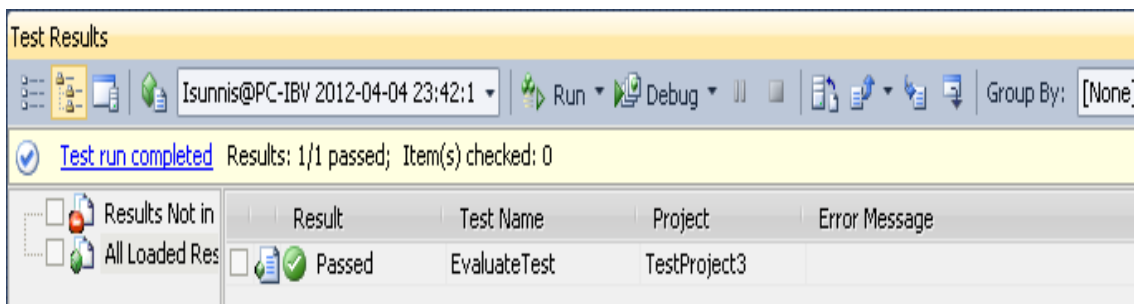 Test Results
Isunnis@PC-IBV 2012-04-04 23:42:1 Run Debug Group By: [None]
Test run completed Results: 1/1 passed; Item(s) checked: 0
Results Not in Result Test Name Project Error Message
All Loaded Res Passed EvaluateTest TestProject3